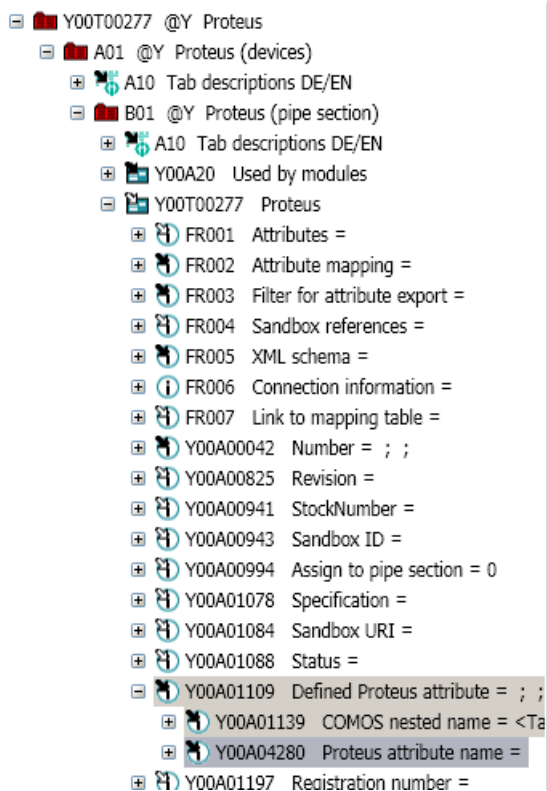 Y00T00277 @Y Proteus
A01 @Y Proteus (devices)
A10 Tab descriptions DE/EN
B01 @Y Proteus (pipe section)
A10 Tab descriptions DE/EN
Y00A20 Used by modules
Y00T00277 Proteus
FR001 Attributes =
FR002 Attribute mapping =
FR003 Filter for attribute export =
FR004 Sandbox references =
FR005 XML schema =
FR006 Connection information =
FR007 Link to mapping table =
Y00A00042 Number = ; ;
Y00A00825 Revision =
Y00A00941 StockNumber =
Y00A00943 Sandbox ID =
Y00A00994 Assign to pipe section = 0
Y00A01078 Specification =
Y00A01084 Sandbox URI =
Y00A01088 Status =
Y00A01109 Defined Proteus attribute = ; ;
Y00A01139 COMOS nested name = <Ta
Y00A04280 Proteus attribute name =
Y00A01197 Registration number =